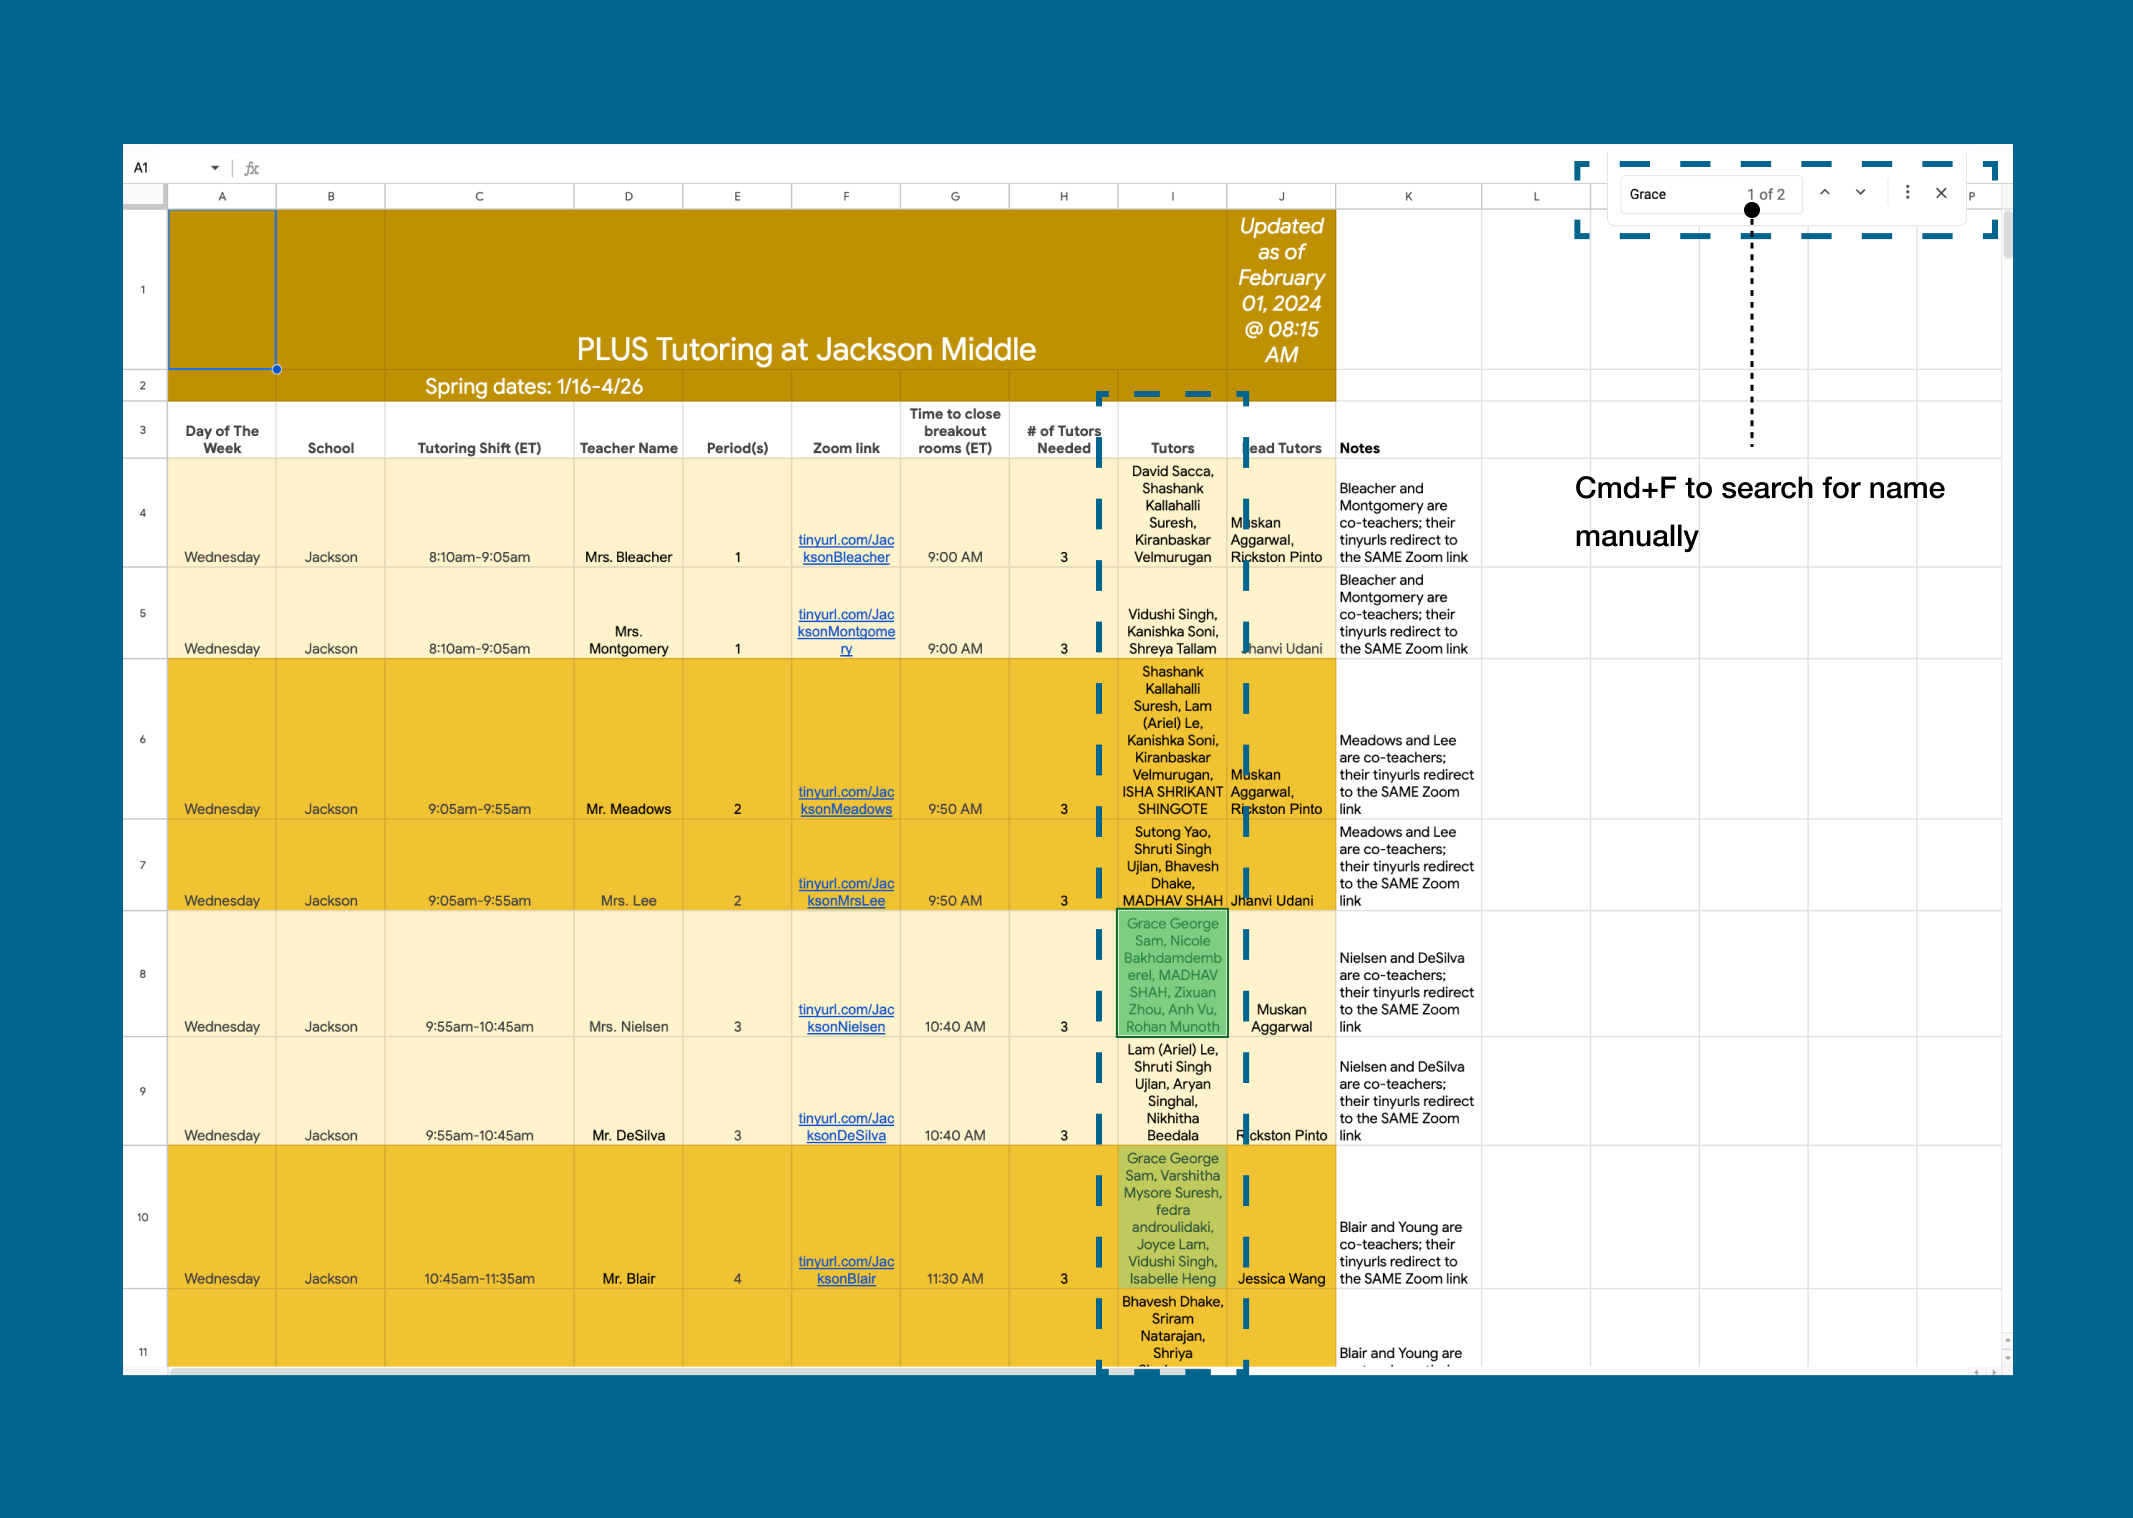 A1 fx
Grace 1 of 2
A B C D E F G H I J K L P
1
PLUS Tutoring at Jackson Middle
Updated
as of
February
01, 2024
@ 08:15
AM
2
Spring dates: 1/16-4/26
3
Day of The
Week
School
Tutoring Shift (ET)
Teacher Name
Period(s)
Zoom link
Time to close
breakout
rooms (ET)
# of Tutors
Needed
Tutors
ead Tutors
Notes
Cmd+F to search for name
manually
4
Wednesday
Jackson
8:10am-9:05am
Mrs. Bleacher
1
tinyurl.com/Jac
ksonBleacher
9:00 AM
3
David Sacca,
Shashank
Kallahalli
Suresh,
Kiranbaskar
Velmurugan
Muskan
Aggarwal,
Rickston Pinto
Bleacher and
Montgomery are
co-teachers; their
tinyurls redirect to
the SAME Zoom link
5
Wednesday
Jackson
8:10am-9:05am
Mrs.
Montgomery
1
tinyurl.com/Jac
ksonMontgome
ry
9:00 AM
3
Vidushi Singh,
Kanishka Soni,
Shreya Tallam
Jhanvi Udani
Bleacher and
Montgomery are
co-teachers; their
tinyurls redirect to
the SAME Zoom link
6
Wednesday
Jackson
9:05am-9:55am
Mr. Meadows
2
tinyurl.com/Jac
ksonMeadows
9:50 AM
3
Shashank
Kallahalli
Suresh, Lam
(Ariel) Le,
Kanishka Soni,
Kiranbaskar
Velmurugan,
ISHA SHRIKANT
SHINGOTE
Muskan
Aggarwal,
Rickston Pinto
Meadows and Lee
are co-teachers;
their tinyurls redirect
to the SAME Zoom
link
7
Wednesday
Jackson
9:05am-9:55am
Mrs. Lee
2
tinyurl.com/Jac
ksonMrsLee
9:50 AM
3
Sutong Yao,
Shruti Singh
Ujlan, Bhavesh
Dhake,
MADHAV SHAH
Jhanvi Udani
Meadows and Lee
are co-teachers;
their tinyurls redirect
to the SAME Zoom
link
8
Wednesday
Jackson
9:55am-10:45am
Mrs. Nielsen
3
tinyurl.com/Jac
ksonNielsen
10:40 AM
3
Grace George
Sam, Nicole
Bakhdamdemb
erel, MADHAV
SHAH, Zixuan
Zhou, Anh Vu,
Rohan Munoth
Muskan
Aggarwal
Nielsen and DeSilva
are co-teachers;
their tinyurls redirect
to the SAME Zoom
link
9
Wednesday
Jackson
9:55am-10:45am
Mr. DeSilva
3
tinyurl.com/Jac
ksonDeSilva
10:40 AM
3
Lam (Ariel) Le,
Shruti Singh
Ujlan, Aryan
Singhal,
Nikhitha
Beedala
Rickston Pinto
Nielsen and DeSilva
are co-teachers;
their tinyurls redirect
to the SAME Zoom
link
10
Wednesday
Jackson
10:45am-11:35am
Mr. Blair
4
tinyurl.com/Jac
ksonBlair
11:30 AM
3
Grace George
Sam, Varshitha
Mysore Suresh,
fedra
androulidaki,
Joyce Lam,
Vidushi Singh,
Isabelle Heng
Jessica Wang
Blair and Young are
co-teachers; their
tinyurls redirect to
the SAME Zoom link
11
Bhavesh Dhake,
Sriram
Natarajan,
Shriya
Blair and Young are